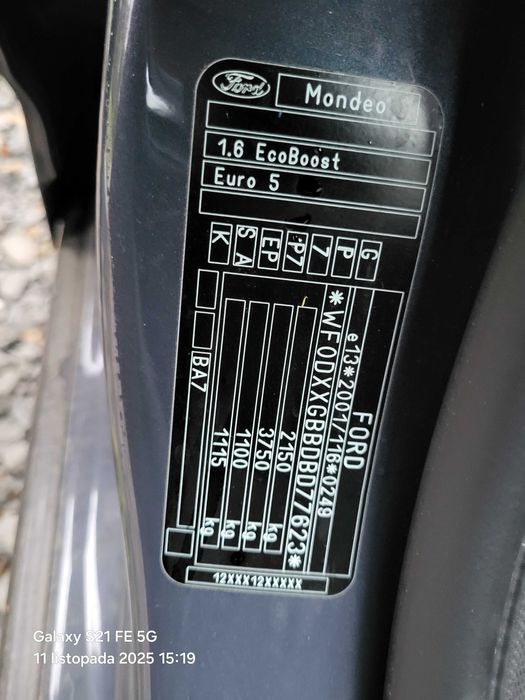 Ford
Mondeo
1.6 EcoBoost
Euro 5
K
S A
EP
P7
7
P
G
FORD
e13*2001/116*0249
*WF0DXXGBBDBD77623*
2150 kg
3750 kg
1100 kg
1115 kg
BA7
12XXX12XXXXX
Galaxy S21 FE 5G
11 listopada 2025 15:19